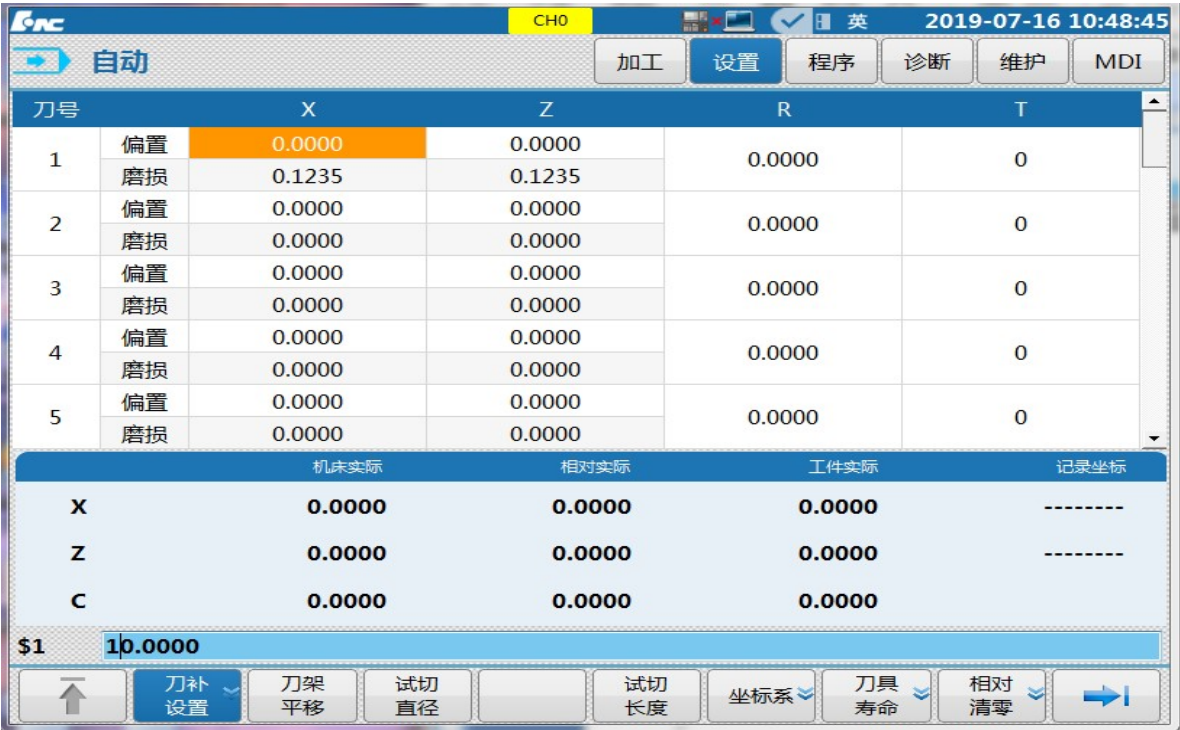 HNC CH0 英 2019-07-16 10:48:45
自动 加工 设置 程序 诊断 维护 MDI
刀号 X Z R T
1 偏置 0.0000 0.0000 0.0000 0
磨损 0.1235 0.1235
2 偏置 0.0000 0.0000 0.0000 0
磨损 0.0000 0.0000
3 偏置 0.0000 0.0000 0.0000 0
磨损 0.0000 0.0000
4 偏置 0.0000 0.0000 0.0000 0
磨损 0.0000 0.0000
5 偏置 0.0000 0.0000 0.0000 0
磨损 0.0000 0.0000
机床实际 相对实际 工件实际 记录坐标
X 0.0000 0.0000 0.0000 --------
Z 0.0000 0.0000 0.0000 --------
C 0.0000 0.0000 0.0000
$1 10.0000
刀补设置 刀架平移 试切直径 试切长度 坐标系 刀具寿命 相对清零